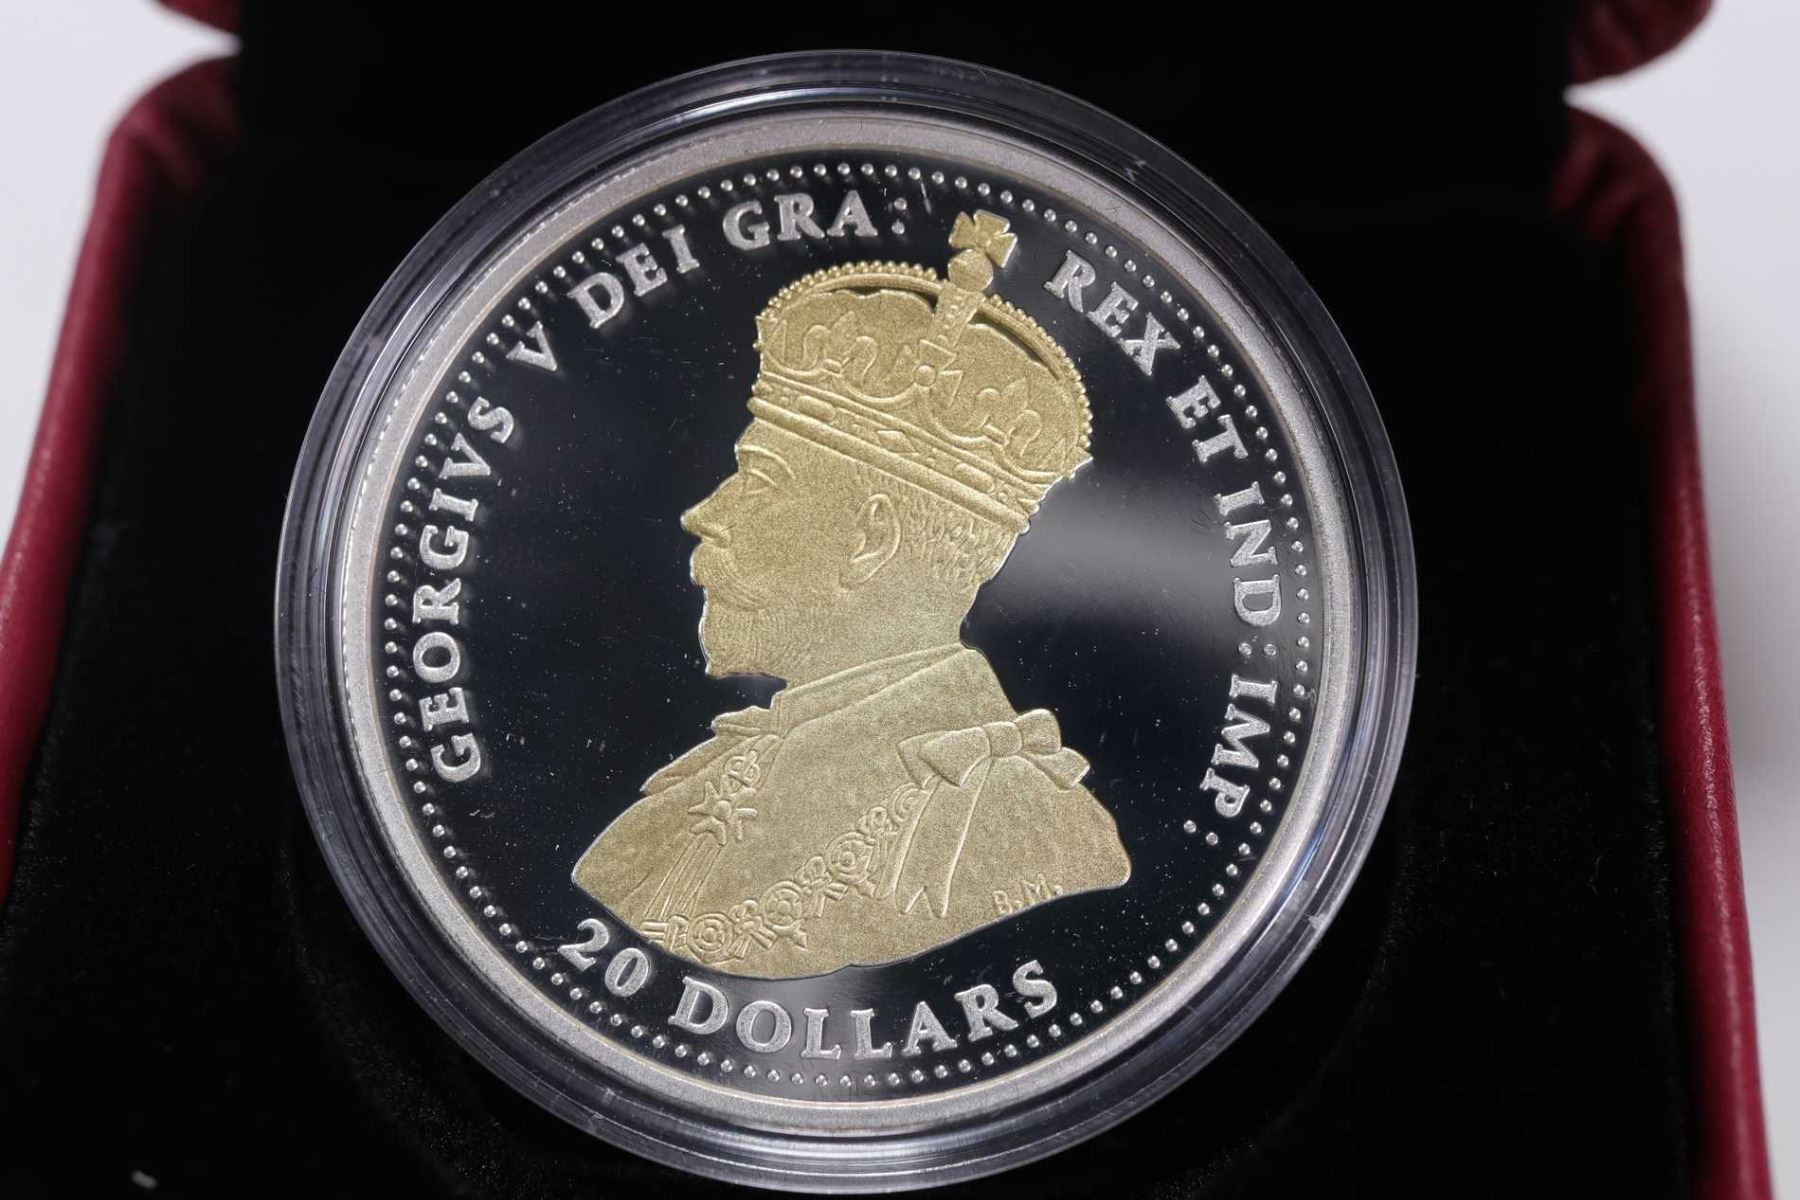 GEORGIVS V DEI GRA: REX ET IND: IMP:
B.M.
20 DOLLARS